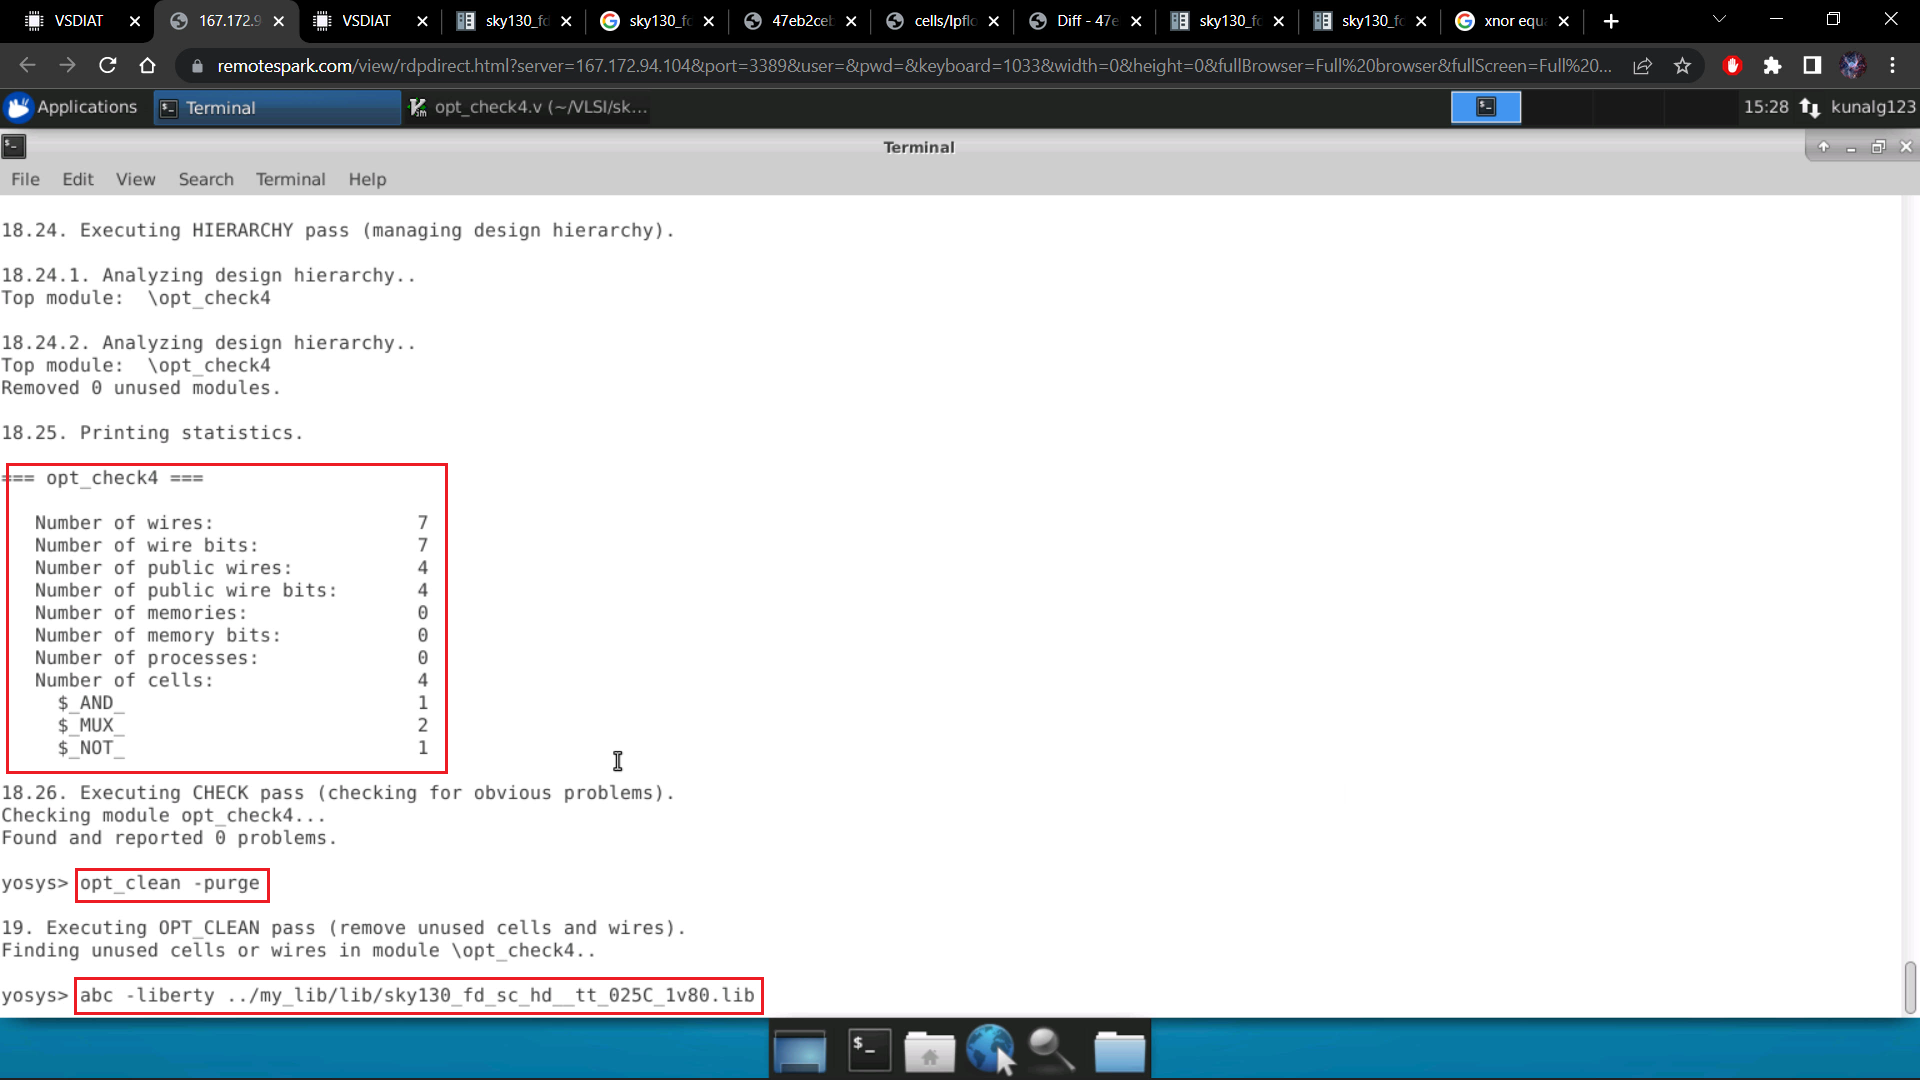 VSDIAT
167.172.9
VSDIAT
sky130_fd
sky130_fd
47eb2ceb
cells/lpflo
Diff - 47e
sky130_fd
sky130_fd
xnor equa
remotespark.com/view/rdpdirect.html?server=167.172.94.104&port=3389&user=&pwd=&keyboard=1033&width=0&height=0&fullBrowser=Full%20browser&fullScreen=Full%20...
Applications
Terminal
opt_check4.v (~/VLSI/sk...
15:28
kunalg123
Terminal
File Edit View Search Terminal Help
18.24. Executing HIERARCHY pass (managing design hierarchy).
18.24.1. Analyzing design hierarchy..
Top module:  \opt_check4
18.24.2. Analyzing design hierarchy..
Top module:  \opt_check4
Removed 0 unused modules.
18.25. Printing statistics.
=== opt_check4 ===
Number of wires: 7
Number of wire bits: 7
Number of public wires: 4
Number of public wire bits: 4
Number of memories: 0
Number of memory bits: 0
Number of processes: 0
Number of cells: 4
$_AND_ 1
$_MUX_ 2
$_NOT_ 1
18.26. Executing CHECK pass (checking for obvious problems).
Checking module opt_check4...
Found and reported 0 problems.
yosys> opt_clean -purge
19. Executing OPT_CLEAN pass (remove unused cells and wires).
Finding unused cells or wires in module \opt_check4..
yosys> abc -liberty ../my_lib/lib/sky130_fd_sc_hd__tt_025C_1v80.lib